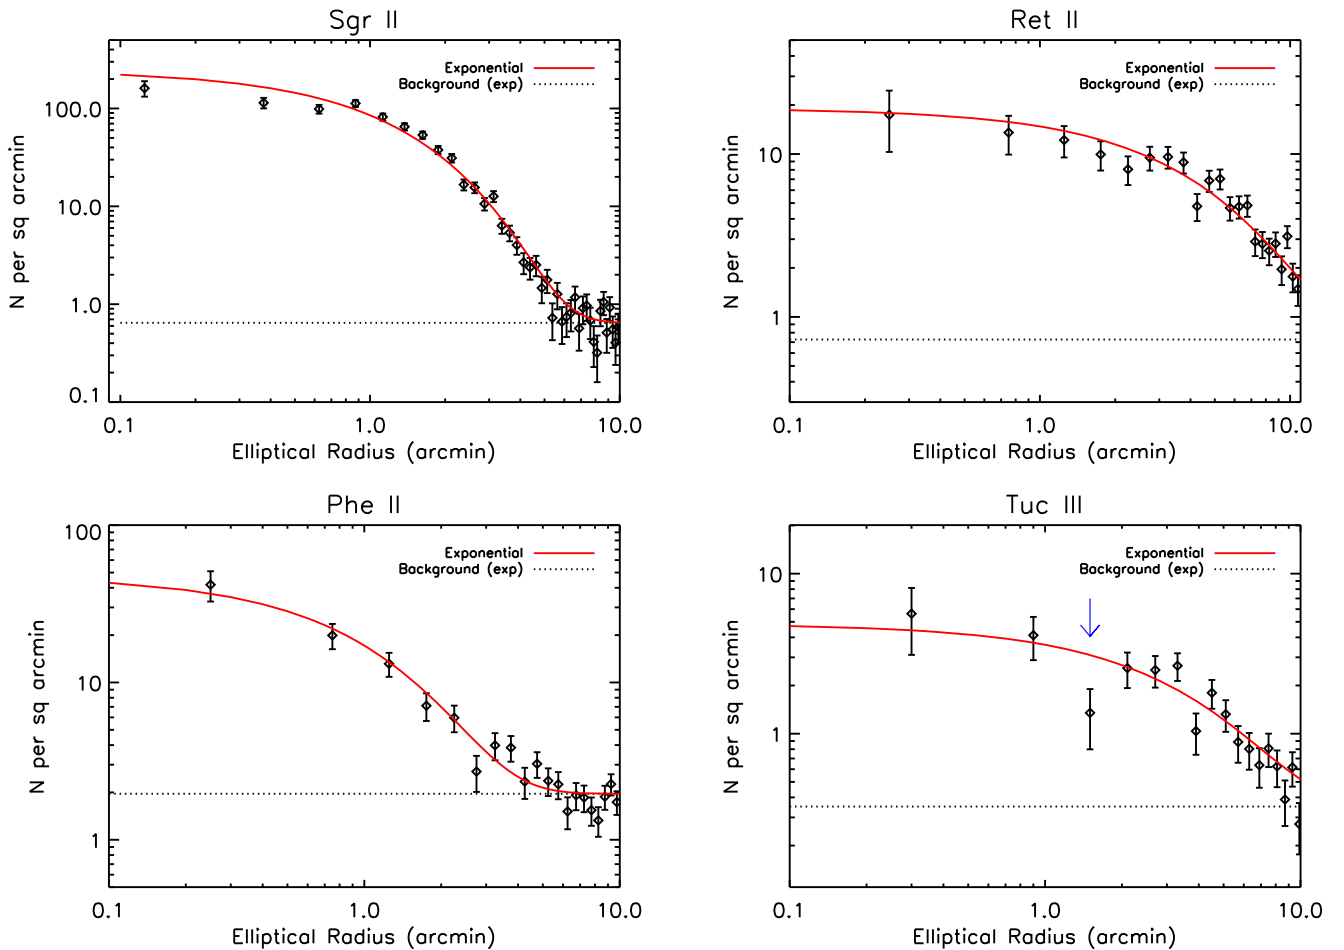 Sgr II
Exponential
Background (exp)
100.0
10.0
1.0
0.1
N per sq arcmin
0.1 1.0 10.0
Elliptical Radius (arcmin)
Ret II
Exponential
Background (exp)
10
1
N per sq arcmin
0.1 1.0 10.0
Elliptical Radius (arcmin)
Phe II
Exponential
Background (exp)
100
10
1
N per sq arcmin
0.1 1.0 10.0
Elliptical Radius (arcmin)
Tuc III
Exponential
Background (exp)
10
1
N per sq arcmin
0.1 1.0 10.0
Elliptical Radius (arcmin)